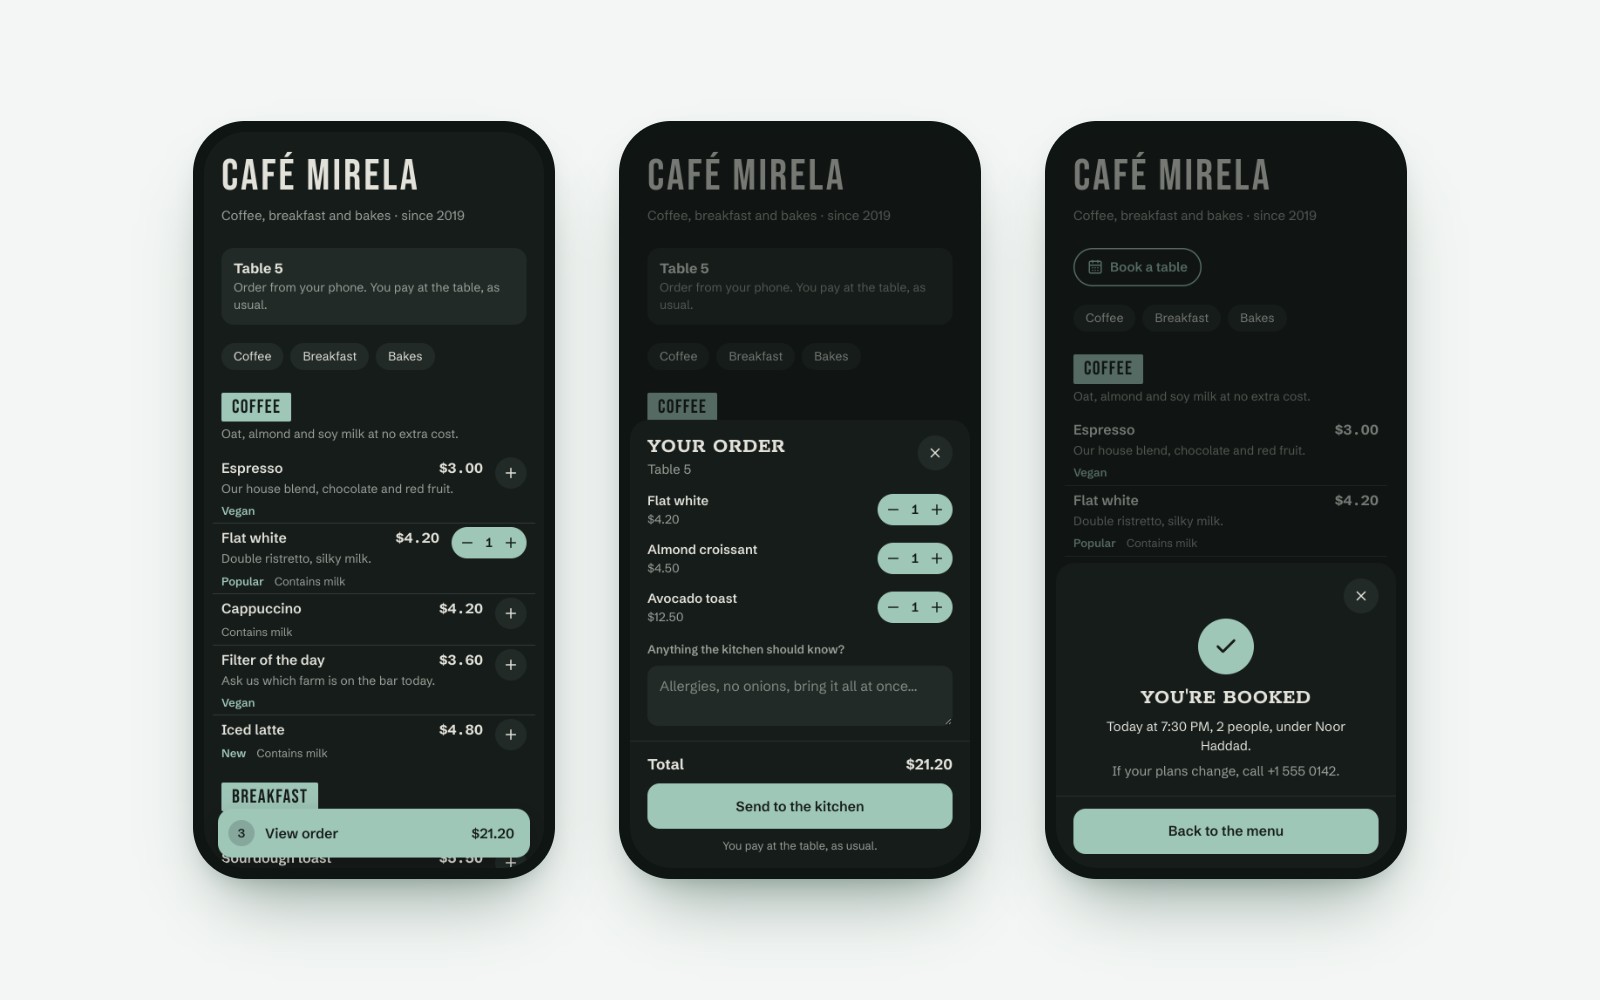 CAFÉ MIRELA
Coffee, breakfast and bakes · since 2019
Table 5
Order from your phone. You pay at the table, as
usual.
Coffee
Breakfast
Bakes
COFFEE
Oat, almond and soy milk at no extra cost.
Espresso $3.00 +
Our house blend, chocolate and red fruit.
Vegan
Flat white $4.20 − 1 +
Double ristretto, silky milk.
Popular Contains milk
Cappuccino $4.20 +
Contains milk
Filter of the day $3.60 +
Ask us which farm is on the bar today.
Vegan
Iced latte $4.80 +
New Contains milk
BREAKFAST
3 View order $21.20
Sourdough toast $5.50 +
CAFÉ MIRELA
Coffee, breakfast and bakes · since 2019
Table 5
Order from your phone. You pay at the table, as
usual.
Coffee
Breakfast
Bakes
COFFEE
YOUR ORDER
Table 5
Flat white − 1 +
$4.20
Almond croissant − 1 +
$4.50
Avocado toast − 1 +
$12.50
Anything the kitchen should know?
Allergies, no onions, bring it all at once...
Total $21.20
Send to the kitchen
You pay at the table, as usual.
CAFÉ MIRELA
Coffee, breakfast and bakes · since 2019
Book a table
Coffee
Breakfast
Bakes
COFFEE
Oat, almond and soy milk at no extra cost.
Espresso $3.00
Our house blend, chocolate and red fruit.
Vegan
Flat white $4.20
Double ristretto, silky milk.
Popular Contains milk
YOU'RE BOOKED
Today at 7:30 PM, 2 people, under Noor
Haddad.
If your plans change, call +1 555 0142.
Back to the menu